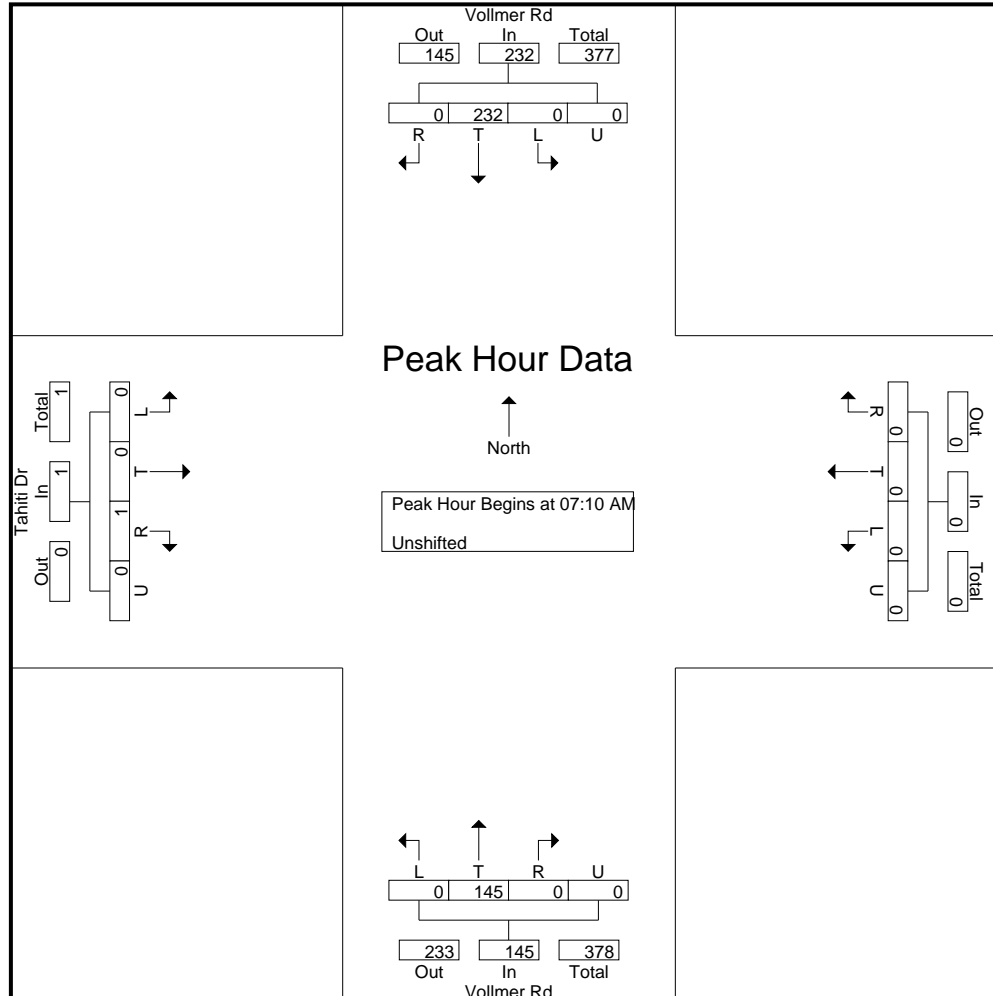 Vollmer Rd
Out In Total
145 232 377
0 232 0 0
R T L U
Peak Hour Data
North
Peak Hour Begins at 07:10 AM
Unshifted
Tahiti Dr
Out In Total
0 1 1
0 0 1 0
L T R U
R T L U
0 0 0 0
Out In Total
0 0 0
L T R U
0 145 0 0
233 145 378
Out In Total
Vollmer Rd